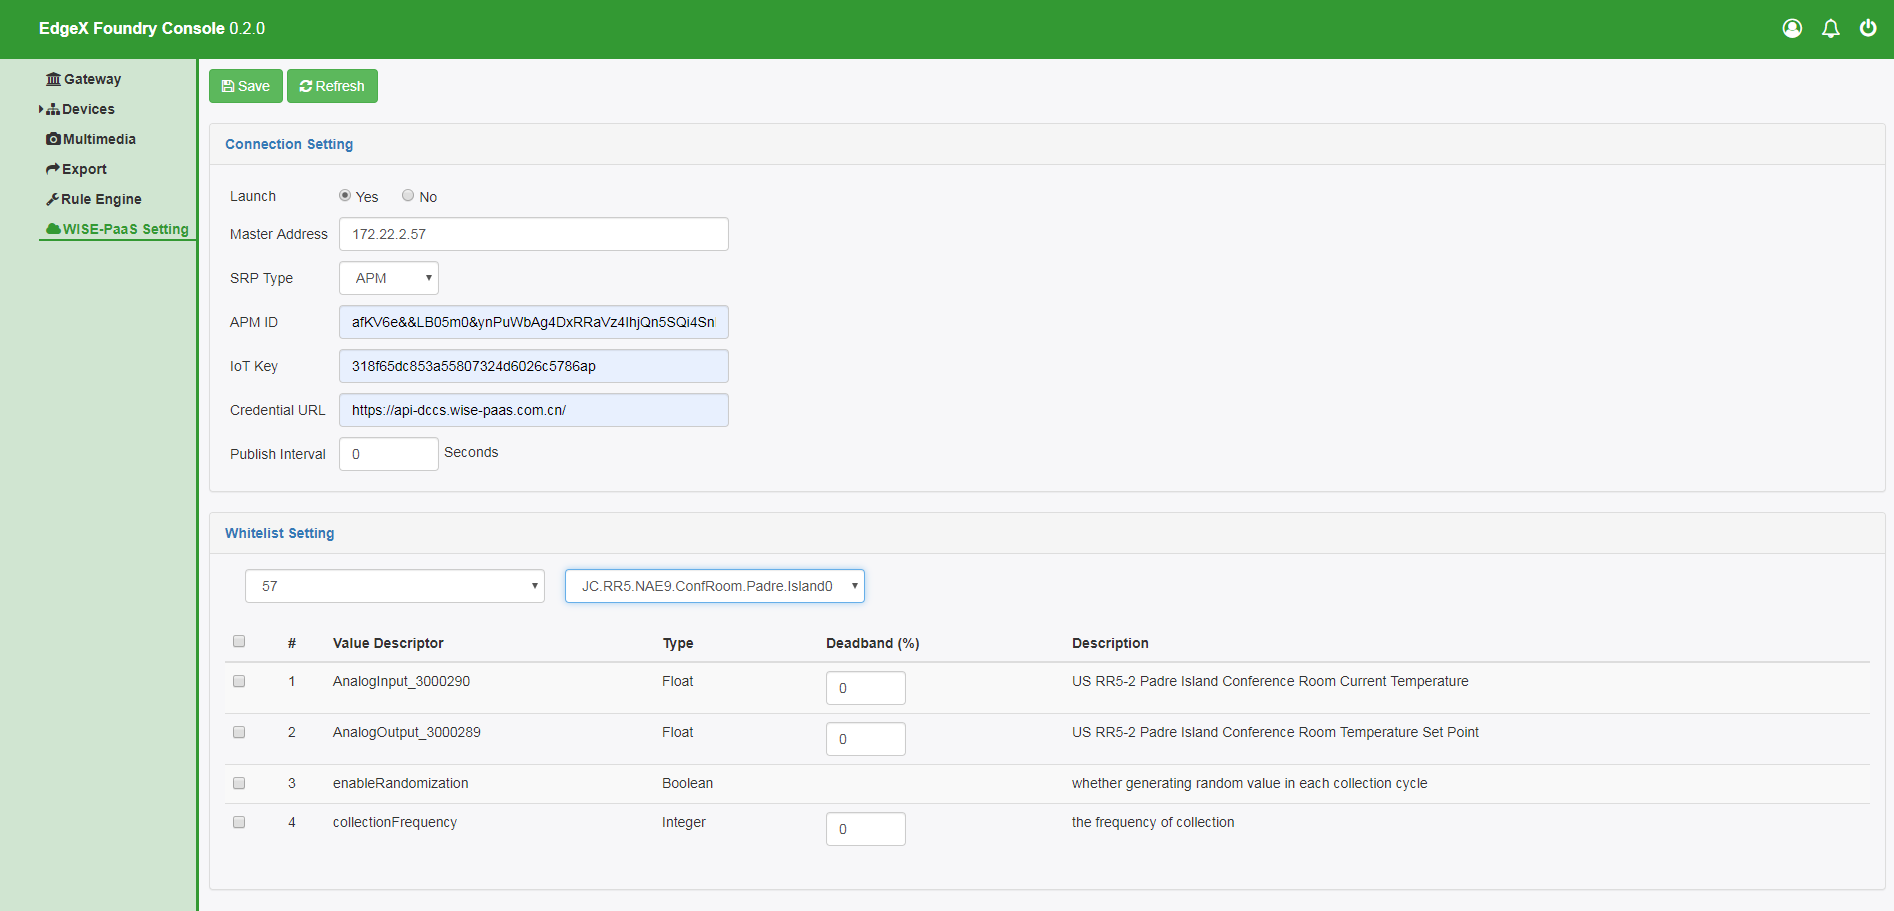 EdgeX Foundry Console 0.2.0
Gateway
Devices
Multimedia
Export
Rule Engine
WISE-PaaS Setting
Save Refresh
Connection Setting
Launch Yes No
Master Address 172.22.2.57
SRP Type APM
APM ID afKV6e&&LB05m0&ynPuWbAg4DxRRaVz4IhjQn5SQi4Sn
IoT Key 318f65dc853a55807324d6026c5786ap
Credential URL https://api-dccs.wise-paas.com.cn/
Publish Interval 0 Seconds
Whitelist Setting
57 JC.RR5.NAE9.ConfRoom.Padre.Island0
# Value Descriptor Type Deadband (%) Description
1 AnalogInput_3000290 Float 0 US RR5-2 Padre Island Conference Room Current Temperature
2 AnalogOutput_3000289 Float 0 US RR5-2 Padre Island Conference Room Temperature Set Point
3 enableRandomization Boolean whether generating random value in each collection cycle
4 collectionFrequency Integer 0 the frequency of collection